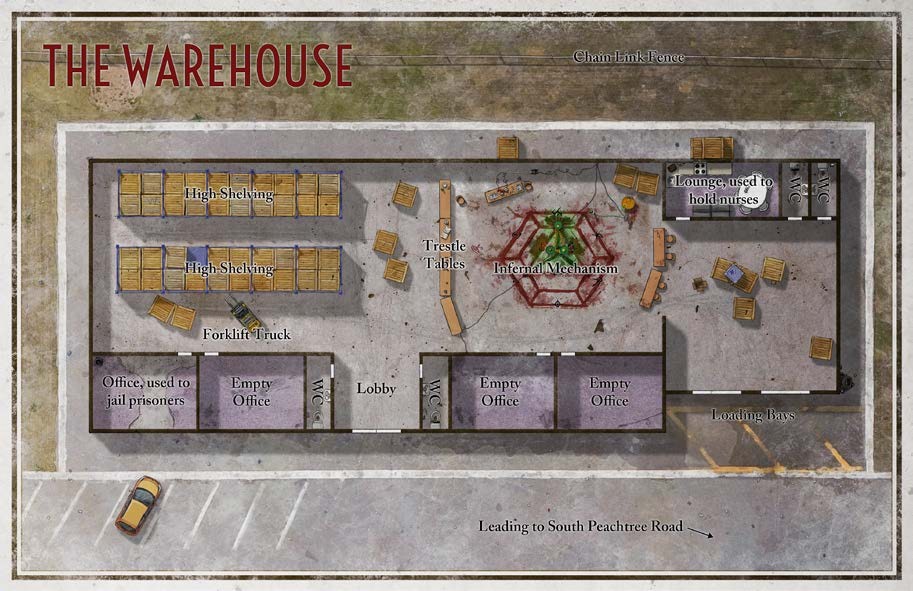 THE WAREHOUSE
Chain Link Fence
High Shelving
Lounge, used to
hold nurses
WC
WC
Trestle
Tables
High Shelving
Infernal Mechanism
Forklift Truck
Office, used to
jail prisoners
Empty
Office
WC
Lobby
WC
Empty
Office
Empty
Office
Loading Bays
Leading to South Peachtree Road